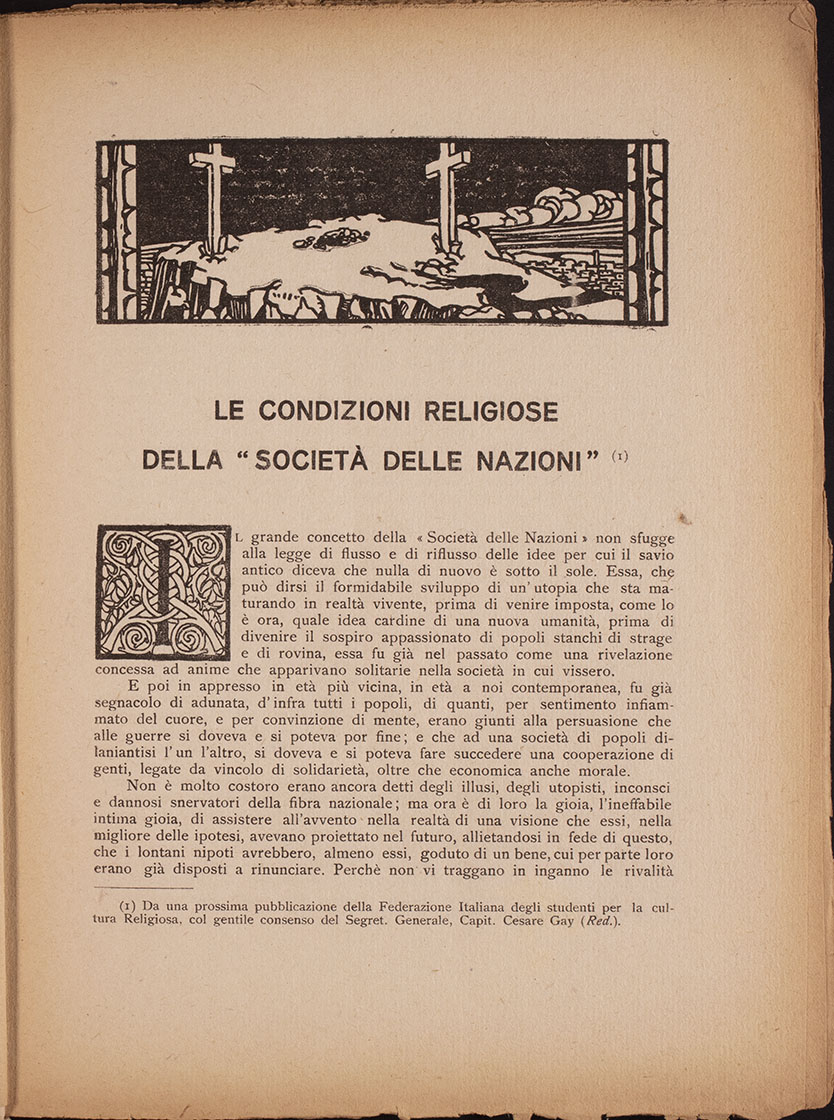 LE CONDIZIONI RELIGIOSE
DELLA “ SOCIETÀ DELLE NAZIONI ” (1)
IL grande concetto della « Società delle Nazioni » non sfugge
alla legge di flusso e di riflusso delle idee per cui il savio
antico diceva che nulla di nuovo è sotto il sole. Essa, che
può dirsi il formidabile sviluppo di un' utopia che sta ma-
turando in realtà vivente, prima di venire imposta, come lo
è ora, quale idea cardine di una nuova umanità, prima di
divenire il sospiro appassionato di popoli stanchi di strage
e di rovina, essa fu già nel passato come una rivelazione
concessa ad anime che apparivano solitarie nella società in cui vissero.
E poi in appresso in età più vicina, in età a noi contemporanea, fu già
segnacolo di adunata, d' infra tutti i popoli, di quanti, per sentimento infiam-
mato del cuore, e per convinzione di mente, erano giunti alla persuasione che
alle guerre si doveva e si poteva por fine ; e che ad una società di popoli di-
laniantisi l' un l'altro, si doveva e si poteva fare succedere una cooperazione di
genti, legate da vincolo di solidarietà, oltre che economica anche morale.
Non è molto costoro erano ancora detti degli illusi, degli utopisti, inconsci
e dannosi snervatori della fibra nazionale ; ma ora è di loro la gioia, l'ineffabile
intima gioia, di assistere all'avvento nella realtà di una visione che essi, nella
migliore delle ipotesi, avevano proiettato nel futuro, allietandosi in fede di questo,
che i lontani nipoti avrebbero, almeno essi, goduto di un bene, cui per parte loro
erano già disposti a rinunciare. Perchè non vi traggano in inganno le rivalità
(1) Da una prossima pubblicazione della Federazione Italiana degli studenti per la cul-
tura Religiosa, col gentile consenso del Segret. Generale, Capit. Cesare Gay (Red.).